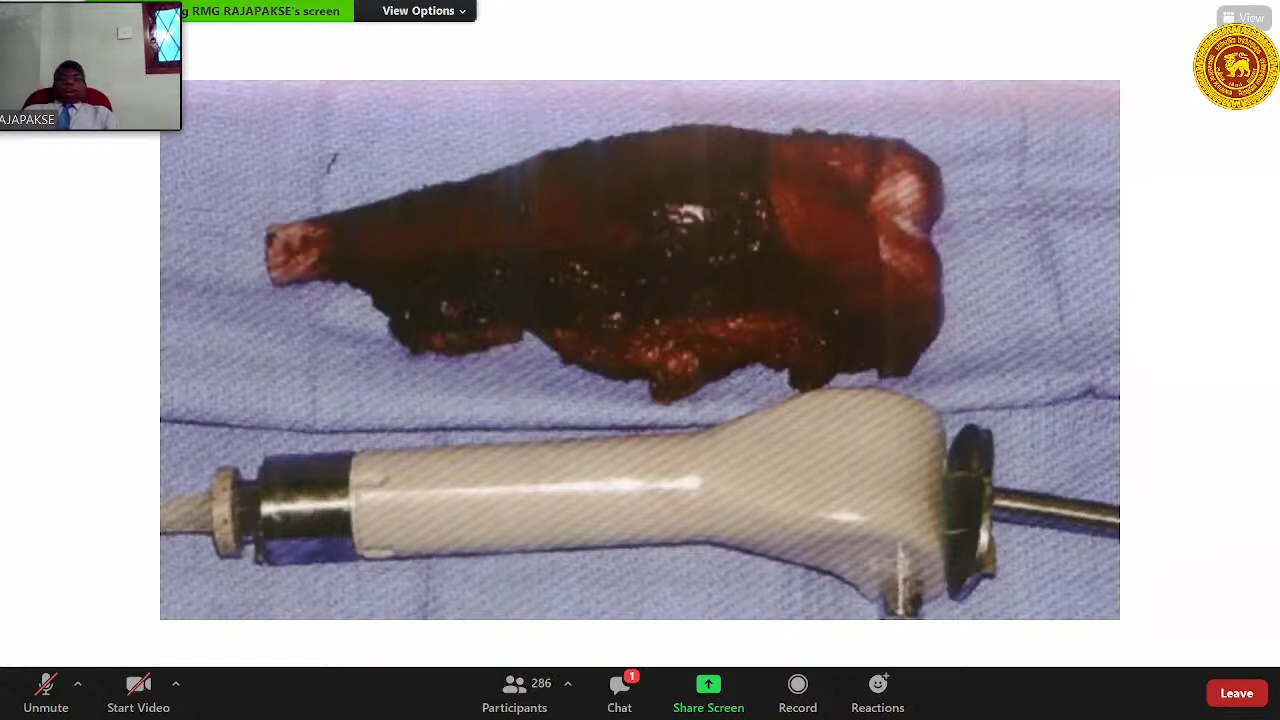 g RMG RAJAPAKSE's screen
View Options
View
AJAPAKSE
Unmute
Start Video
286
Participants
1
Chat
Share Screen
Record
Reactions
Leave